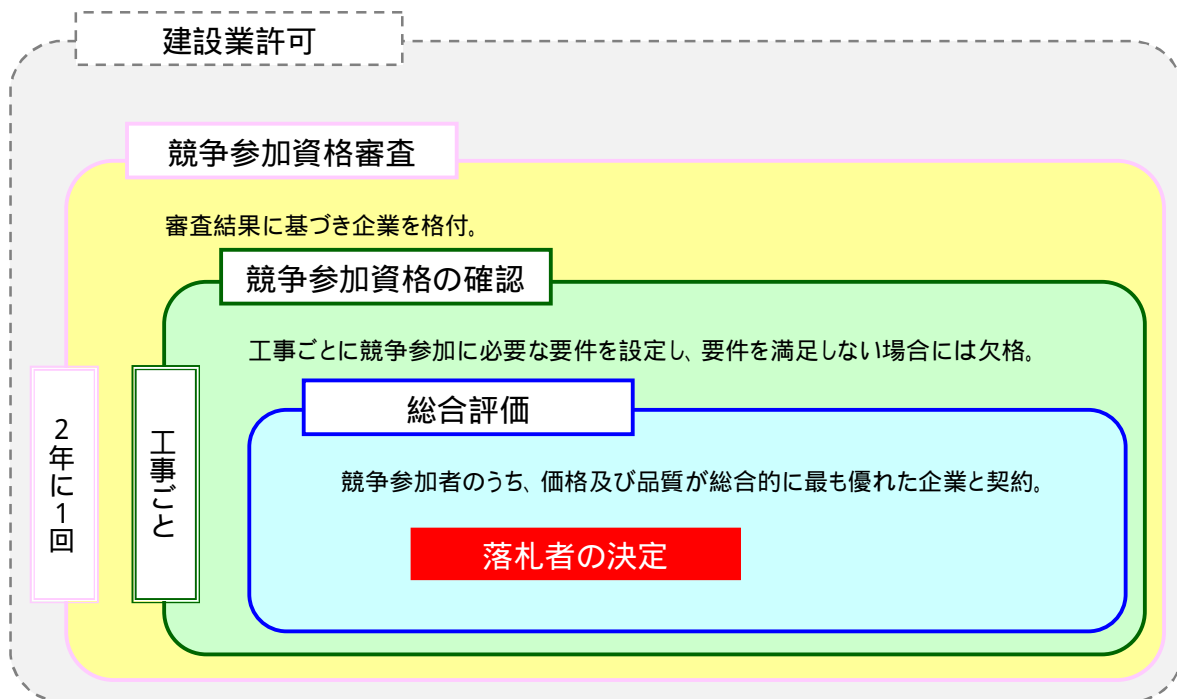 建設業許可
競争参加資格審査
審査結果に基づき企業を格付。
競争参加資格の確認
工事ごとに競争参加に必要な要件を設定し、要件を満足しない場合には欠格。
2年に1回
工事ごと
総合評価
競争参加者のうち、価格及び品質が総合的に最も優れた企業と契約。
落札者の決定